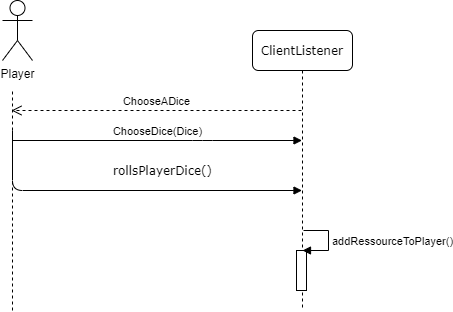 ClientListener
Player
ChooseADice
ChooseDice(Dice)
rollsPlayerDice()
addRessourceToPlayer()